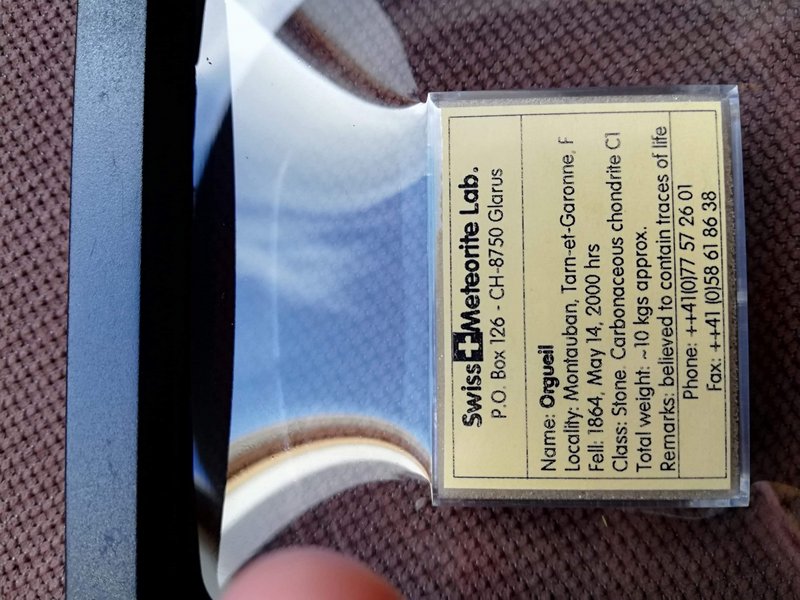 Swiss Meteorite Lab.
P.O. Box 126 - CH-8750 Glarus
Name: Orgueil
Locality: Montauban, Tarn-et-Garonne, F
Fell: 1864, May 14, 2000 hrs
Class: Stone. Carbonaceous chondrite C1
Total weight: ~10 kgs approx.
Remarks: believed to contain traces of life
Phone: ++41(0)77 57 26 01
Fax: ++41 (0)58 61 86 38